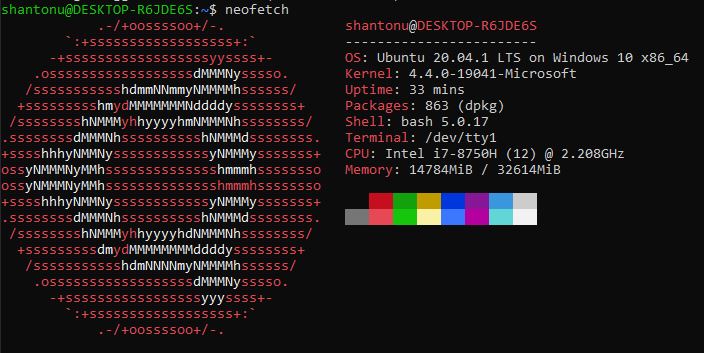 shantonu@DESKTOP-R6JDE6S:~$ neofetch
            .-/+oossssoo+/-.               shantonu@DESKTOP-R6JDE6S
        `:+ssssssssssssssssss+:`           ------------------------
      -+ssssssssssssssssssyyssss+-         OS: Ubuntu 20.04.1 LTS on Windows 10 x86_64
    .ossssssssssssssssssdMMMNysssso.       Kernel: 4.4.0-19041-Microsoft
   /ssssssssssshdmmNNmmyNMMMMhssssss/      Uptime: 33 mins
  +ssssssssshmydMMMMMMMNddddyssssssss+     Packages: 863 (dpkg)
 /sssssssshNMMMyhhyyyyhmNMMMNhssssssss/    Shell: bash 5.0.17
.ssssssssdMMMNhsssssssssshNMMMdssssssss.   Terminal: /dev/tty1
+sssshhhyNMMNyssssssssssssyNMMMysssssss+   CPU: Intel i7-8750H (12) @ 2.208GHz
ossyNMMMNyMMhsssssssssssssshmmmhssssssso   Memory: 14784MiB / 32614MiB
ossyNMMMNyMMhsssssssssssssshmmmhssssssso
+sssshhhyNMMNyssssssssssssyNMMMysssssss+
.ssssssssdMMMNhsssssssssshNMMMdssssssss.
 /sssssssshNMMMyhhyyyyhdNMMMNhssssssss/
  +sssssssssdmydMMMMMMMMddddyssssssss+
   /ssssssssssshdmNNNNmyNMMMMhssssss/
    .ossssssssssssssssssdMMMNysssso.
      -+sssssssssssssssssyyyssss+-
        `:+ssssssssssssssssss+:`
            .-/+oossssoo+/-.